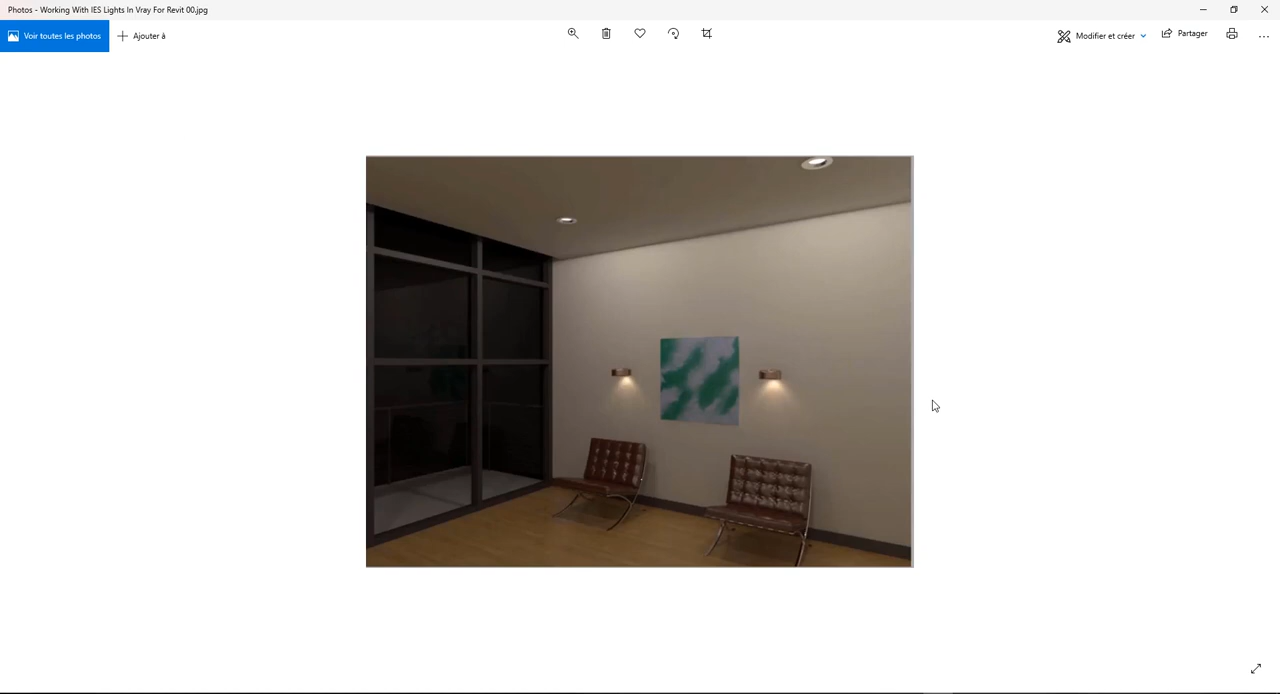 Photos - Working With IES Lights In Vray For Revit 00.jpg
Voir toutes les photos
Ajouter à
Modifier et créer
Partager